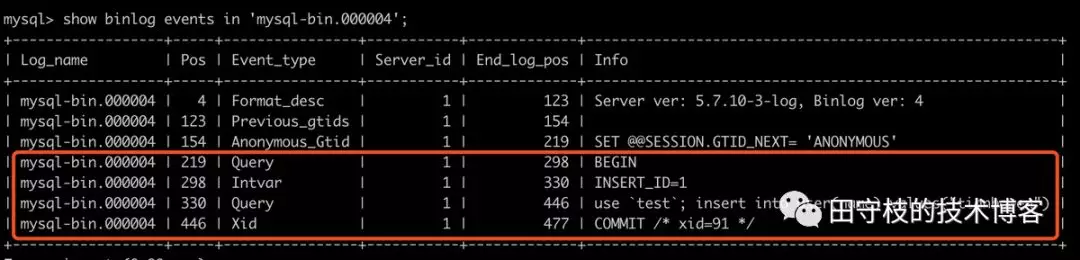 mysql> show binlog events in 'mysql-bin.000004';
| Log_name | Pos | Event_type | Server_id | End_log_pos | Info |
| mysql-bin.000004 | 4 | Format_desc | 1 | 123 | Server ver: 5.7.10-3-log, Binlog ver: 4 |
| mysql-bin.000004 | 123 | Previous_gtids | 1 | 154 | |
| mysql-bin.000004 | 154 | Anonymous_Gtid | 1 | 219 | SET @@SESSION.GTID_NEXT= 'ANONYMOUS' |
| mysql-bin.000004 | 219 | Query | 1 | 298 | BEGIN |
| mysql-bin.000004 | 298 | Intvar | 1 | 330 | INSERT_ID=1 |
| mysql-bin.000004 | 330 | Query | 1 | 446 | use `test`; insert
| mysql-bin.000004 | 446 | Xid | 1 | 477 | COMMIT /* xid=91 */ |
田守枝的技术博客